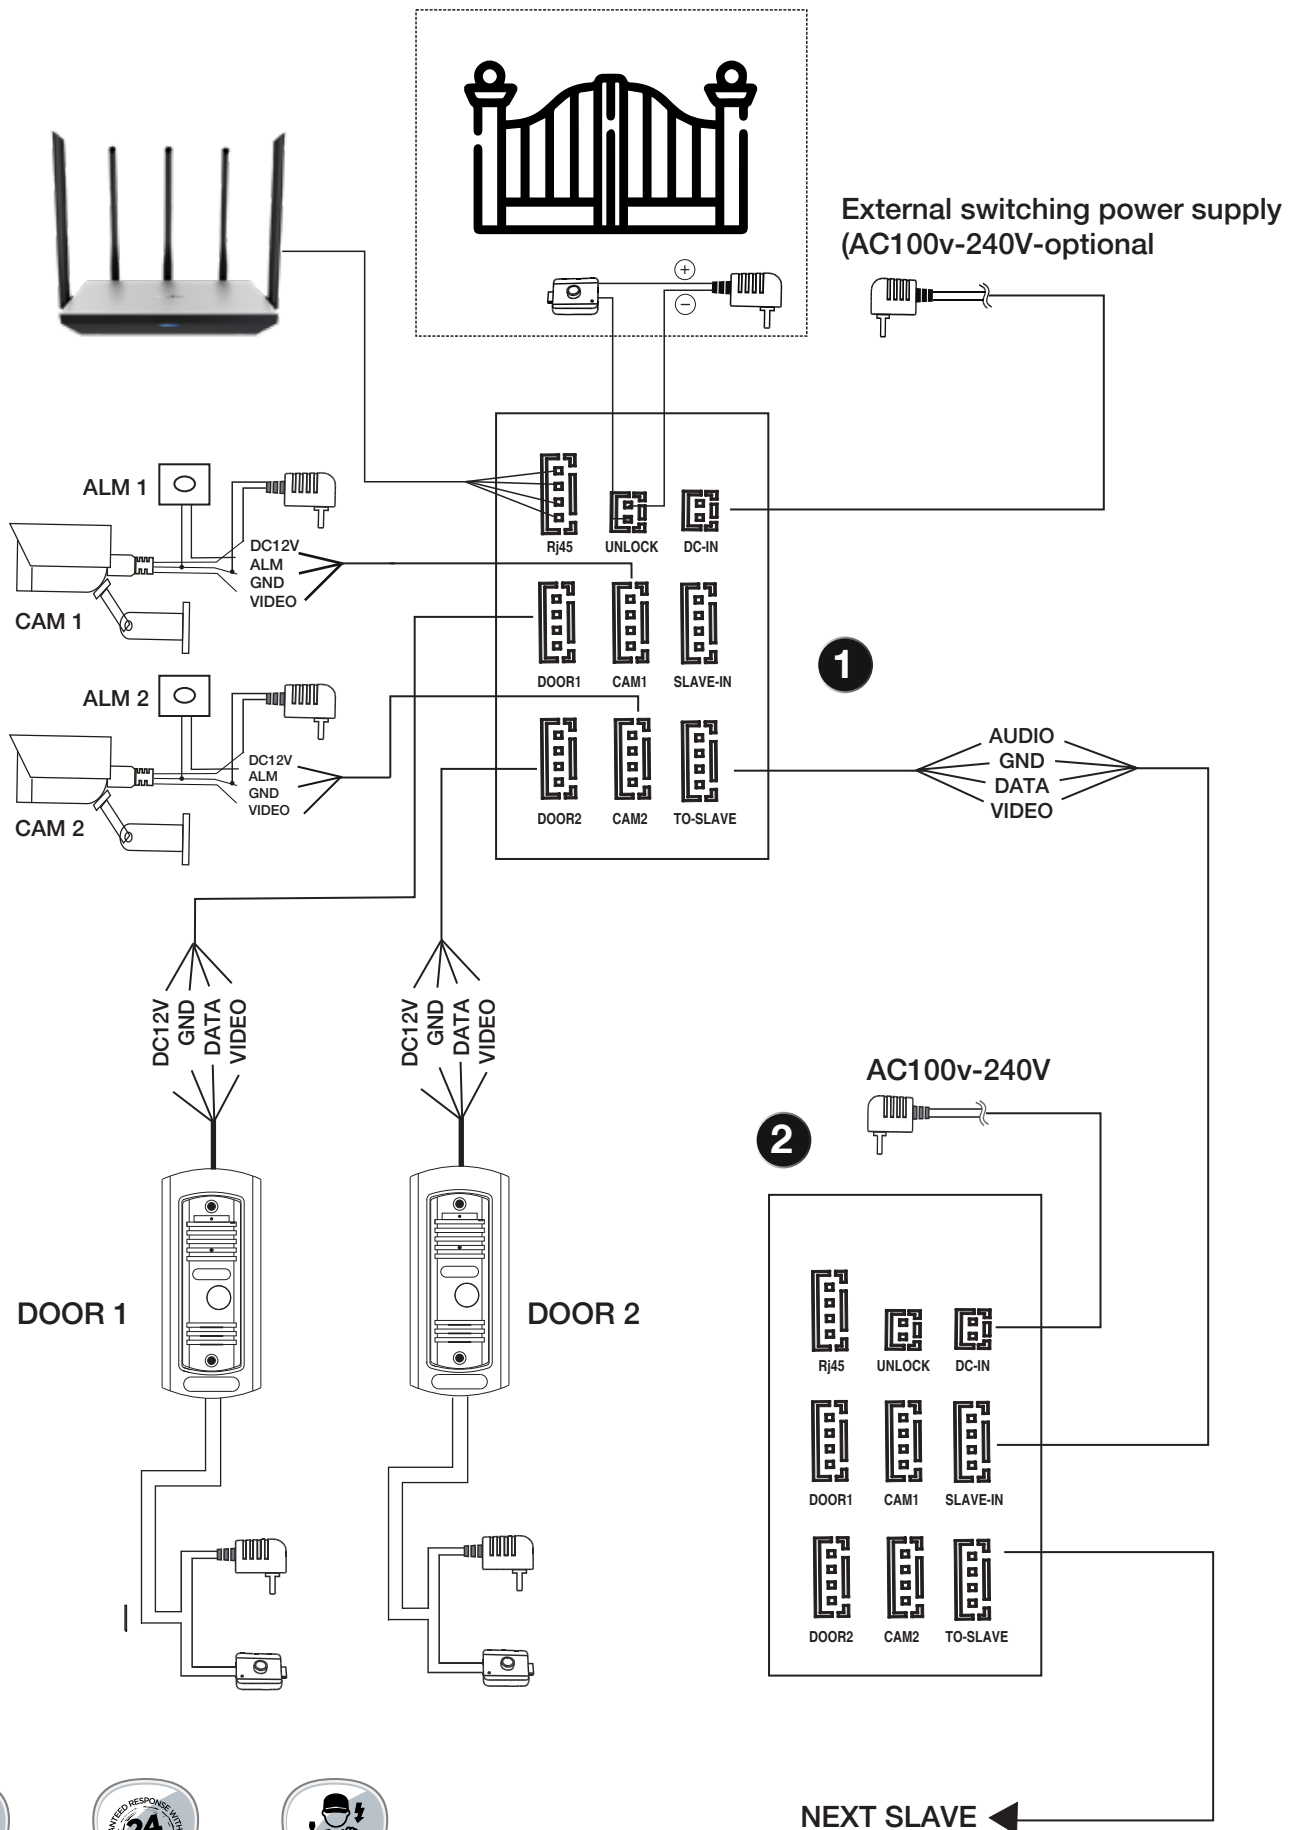 External switching power supply
(AC100v-240V-optional
+
−
ALM 1
DC12V
ALM
GND
VIDEO
CAM 1
ALM 2
DC12V
ALM
GND
VIDEO
CAM 2
Rj45 UNLOCK DC-IN
DOOR1 CAM1 SLAVE-IN
DOOR2 CAM2 TO-SLAVE
1
AUDIO
GND
DATA
VIDEO
DC12V
GND
DATA
VIDEO
DC12V
GND
DATA
VIDEO
DOOR 1
DOOR 2
AC100v-240V
2
Rj45 UNLOCK DC-IN
DOOR1 CAM1 SLAVE-IN
DOOR2 CAM2 TO-SLAVE
NEXT SLAVE
RESPONSE
24